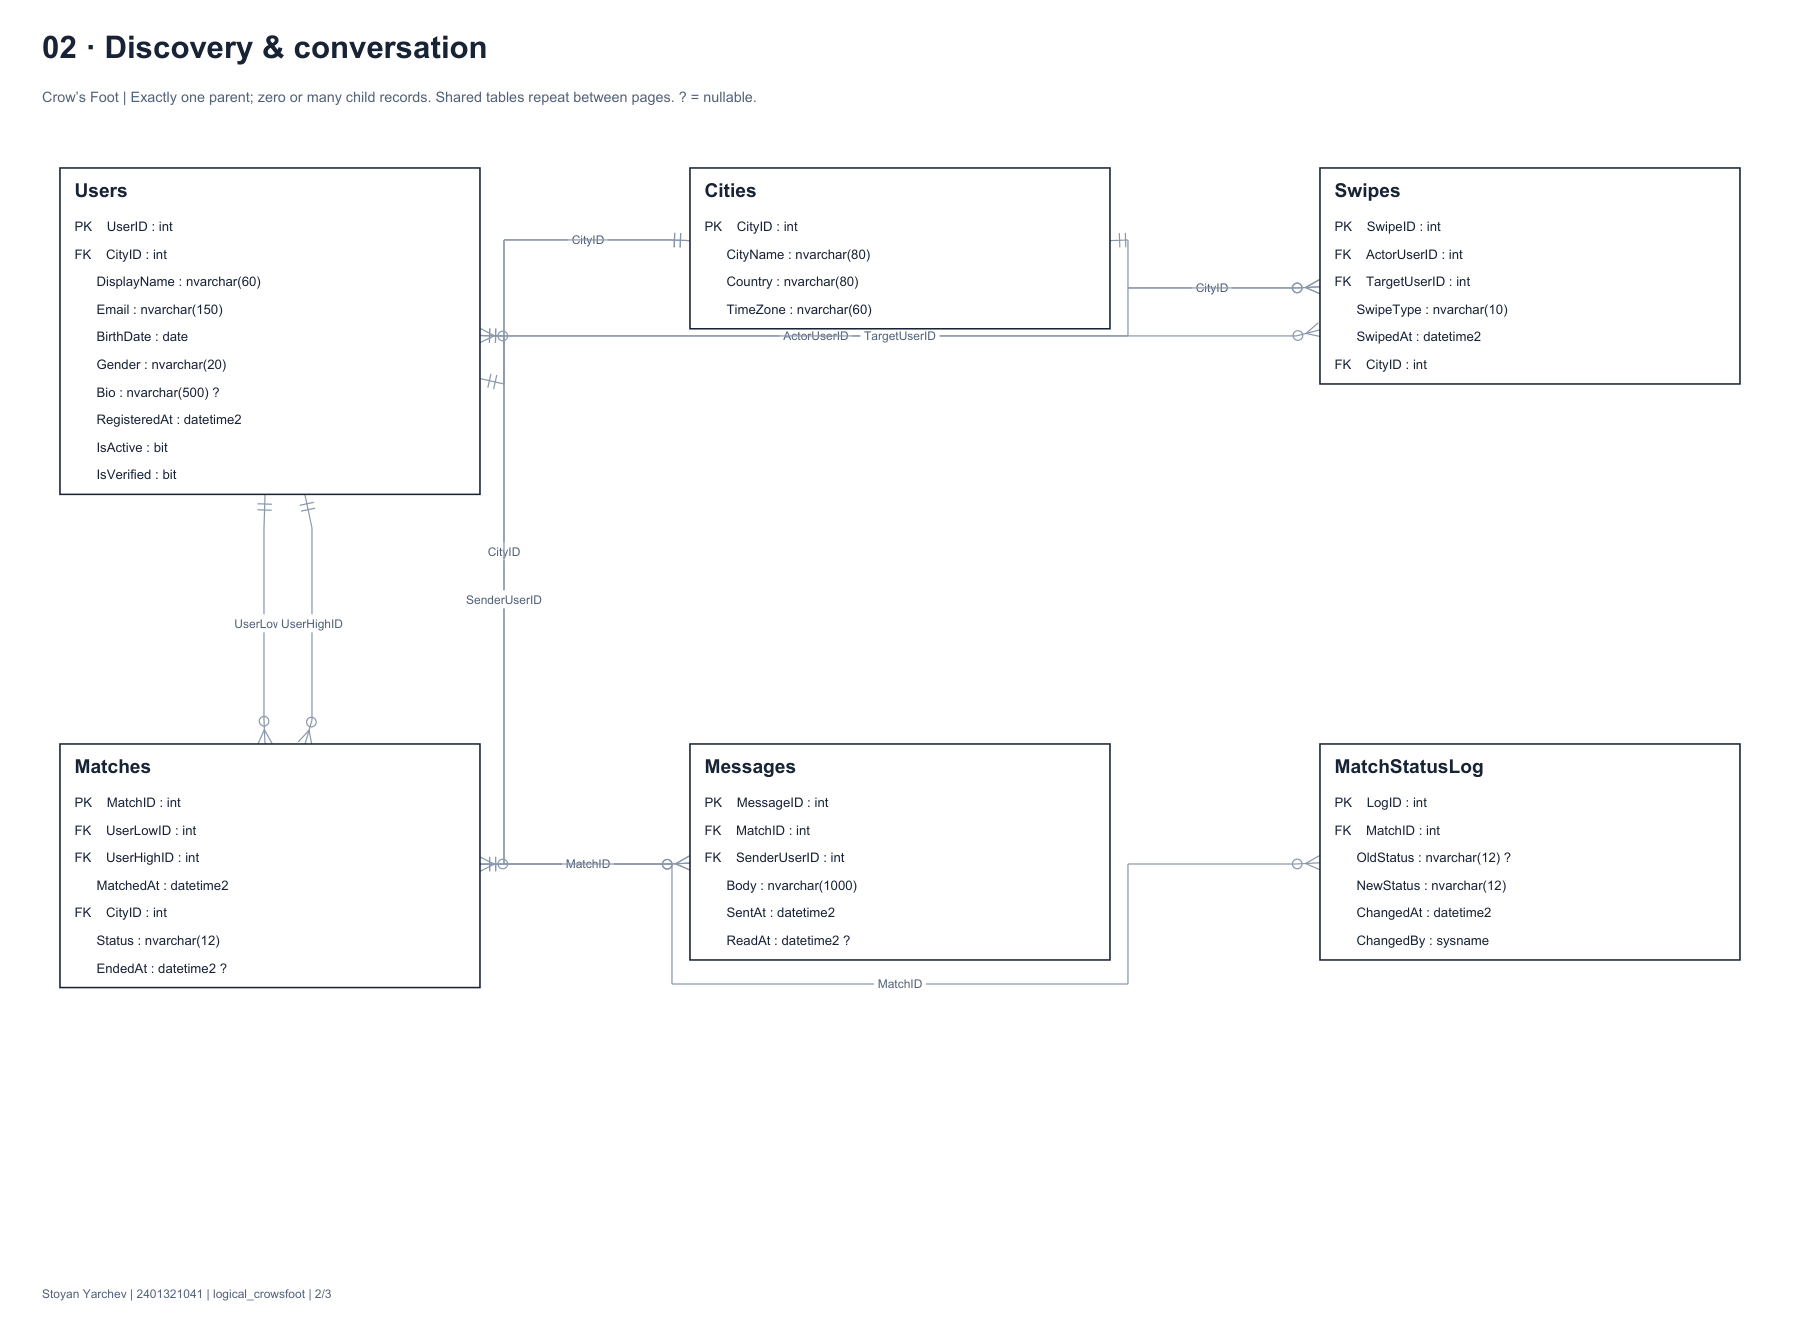 02 · Discovery & conversation
Crow's Foot | Exactly one parent; zero or many child records. Shared tables repeat between pages. ? = nullable.
Users
PK UserID : int
FK CityID : int
DisplayName : nvarchar(60)
Email : nvarchar(150)
BirthDate : date
Gender : nvarchar(20)
Bio : nvarchar(500) ?
RegisteredAt : datetime2
IsActive : bit
IsVerified : bit
CityID
Cities
PK CityID : int
CityName : nvarchar(80)
Country : nvarchar(80)
TimeZone : nvarchar(60)
ActorUserID
TargetUserID
CityID
Swipes
PK SwipeID : int
FK ActorUserID : int
FK TargetUserID : int
SwipeType : nvarchar(10)
SwipedAt : datetime2
FK CityID : int
CityID
SenderUserID
UserHighID
Matches
PK MatchID : int
FK UserLowID : int
FK UserHighID : int
MatchedAt : datetime2
FK CityID : int
Status : nvarchar(12)
EndedAt : datetime2 ?
MatchID
Messages
PK MessageID : int
FK MatchID : int
FK SenderUserID : int
Body : nvarchar(1000)
SentAt : datetime2
ReadAt : datetime2 ?
MatchID
MatchStatusLog
PK LogID : int
FK MatchID : int
OldStatus : nvarchar(12) ?
NewStatus : nvarchar(12)
ChangedAt : datetime2
ChangedBy : sysname
Stoyan Yarchev | 2401321041 | logical_crowsfoot | 2/3